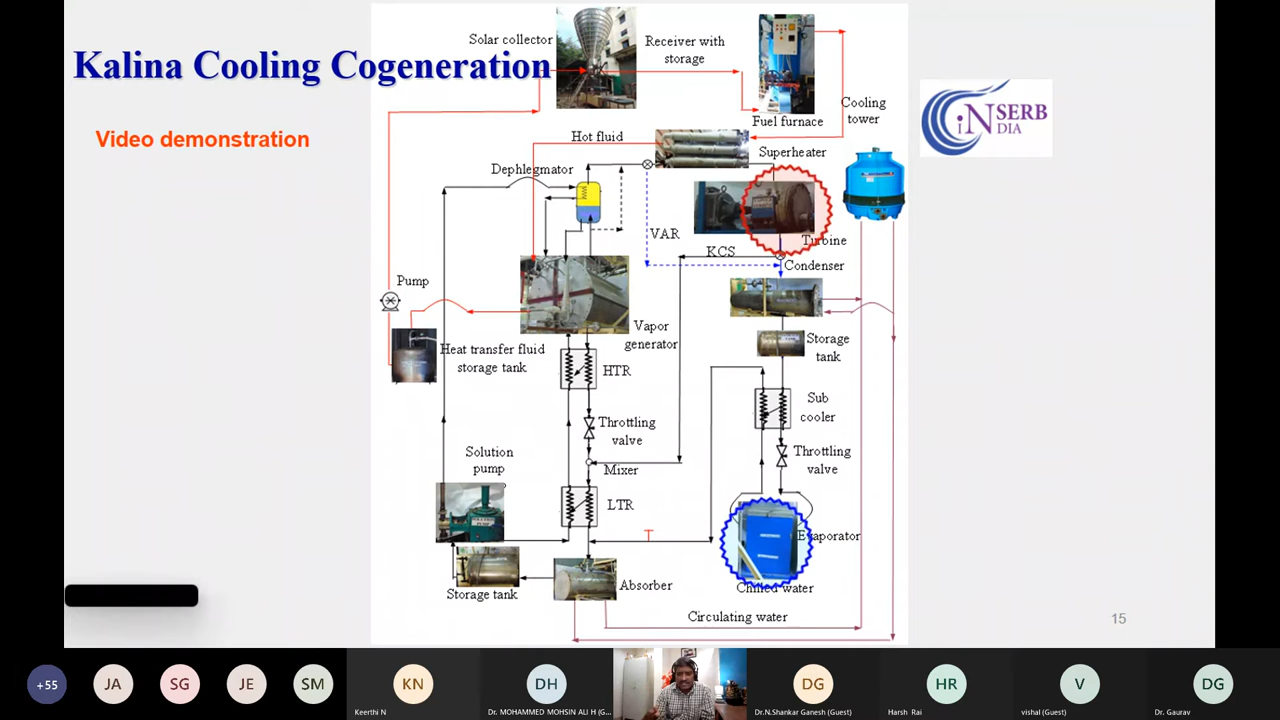 Kalina Cooling Cogeneration
Video demonstration
Solar collector
Receiver with
storage
Fuel furnace
Cooling
tower
Hot fluid
Superheater
Dephlegmator
VAR
KCS
Turbine
Condenser
Pump
Vapor
generator
Heat transfer fluid
storage tank
Storage
tank
HTR
Sub
cooler
Throttling
valve
Throttling
valve
Solution
pump
Mixer
LTR
Evaporator
Absorber
Storage tank
Chilled water
Circulating water
iN SERB
DIA
15
+55
JA
SG
JE
SM
KN
Keerthi N
DH
Dr. MOHAMMED MOHSIN ALI H (G...
DG
Dr.N.Shankar Ganesh (Guest)
HR
Harsh Rai
V
vishal (Guest)
DG
Dr. Gaurav